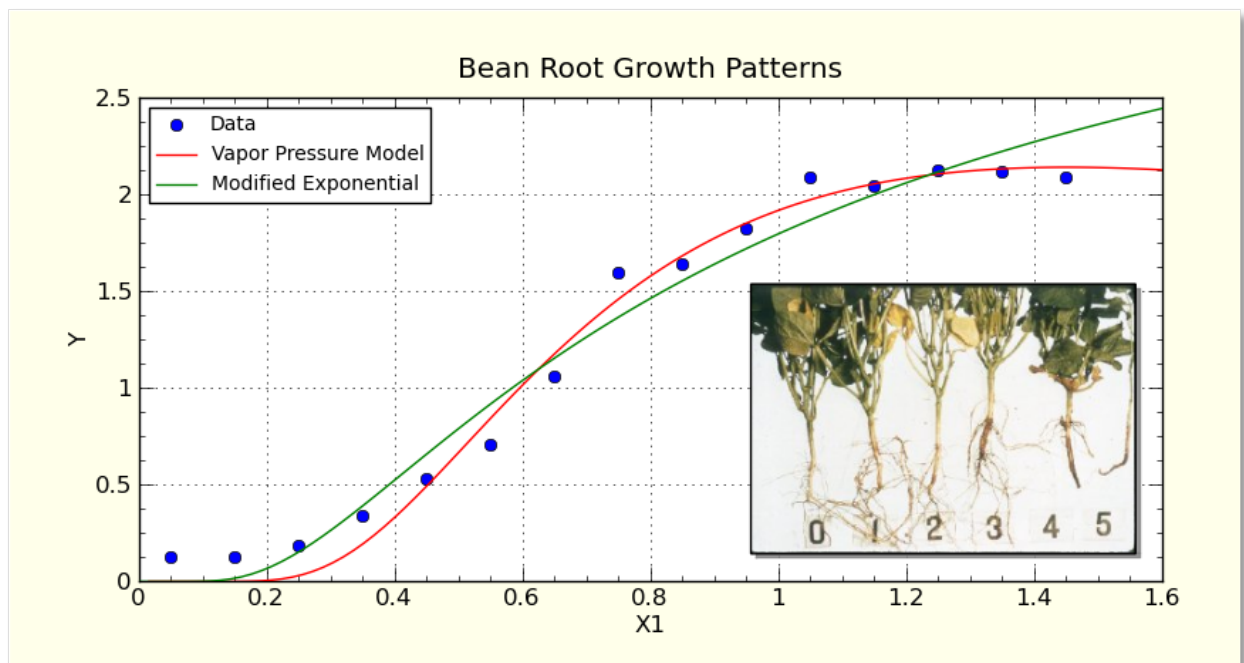 Bean Root Growth Patterns
2.5
2
1.5
1
0.5
0
Y
Data
Vapor Pressure Model
Modified Exponential
0 1 2 3 4 5
0 0.2 0.4 0.6 0.8 1 1.2 1.4 1.6
X1